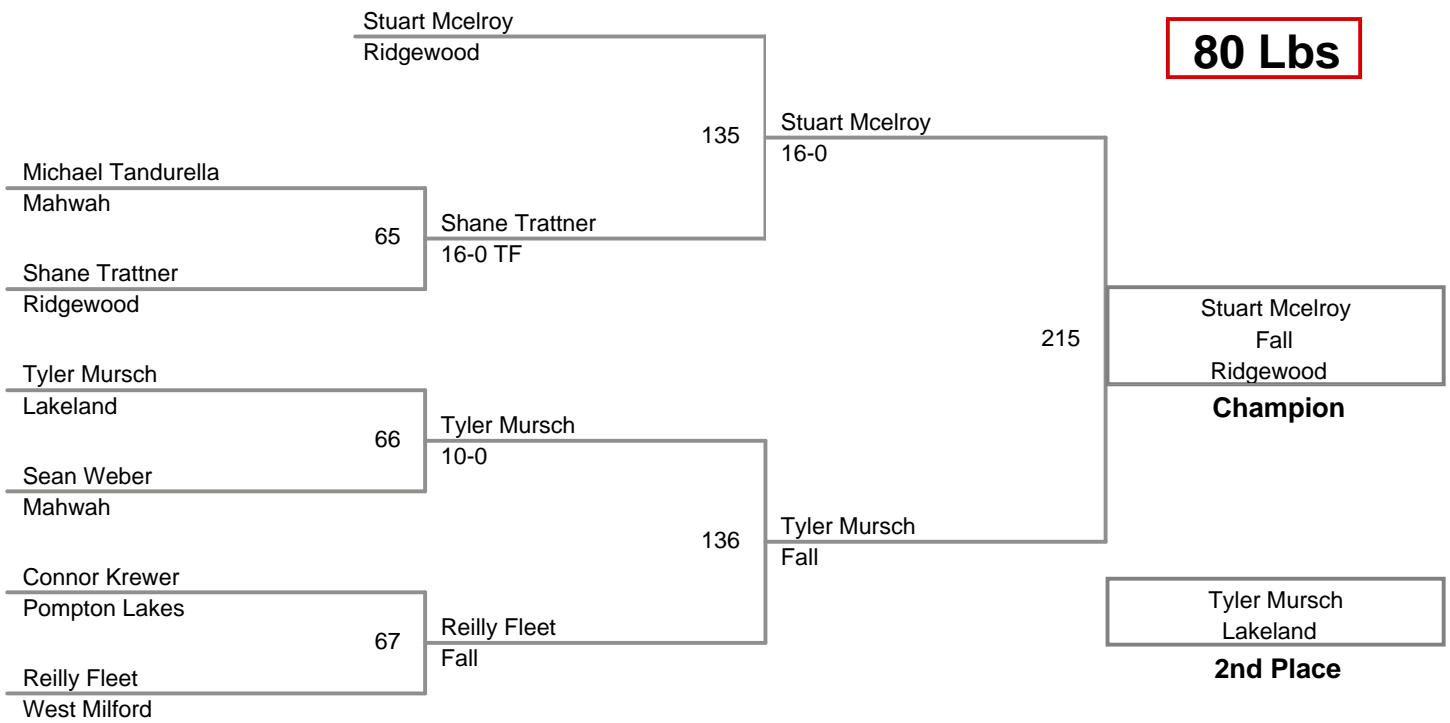 Stuart Mcelroy
Ridgewood
80 Lbs
135
Stuart Mcelroy
16-0
Michael Tandurella
Mahwah
65
Shane Trattner
16-0 TF
Shane Trattner
Ridgewood
215
Stuart Mcelroy
Fall
Ridgewood
Champion
Tyler Mursch
Lakeland
66
Tyler Mursch
10-0
Sean Weber
Mahwah
136
Tyler Mursch
Fall
Connor Krewer
Pompton Lakes
67
Reilly Fleet
Fall
Reilly Fleet
West Milford
Tyler Mursch
Lakeland
2nd Place